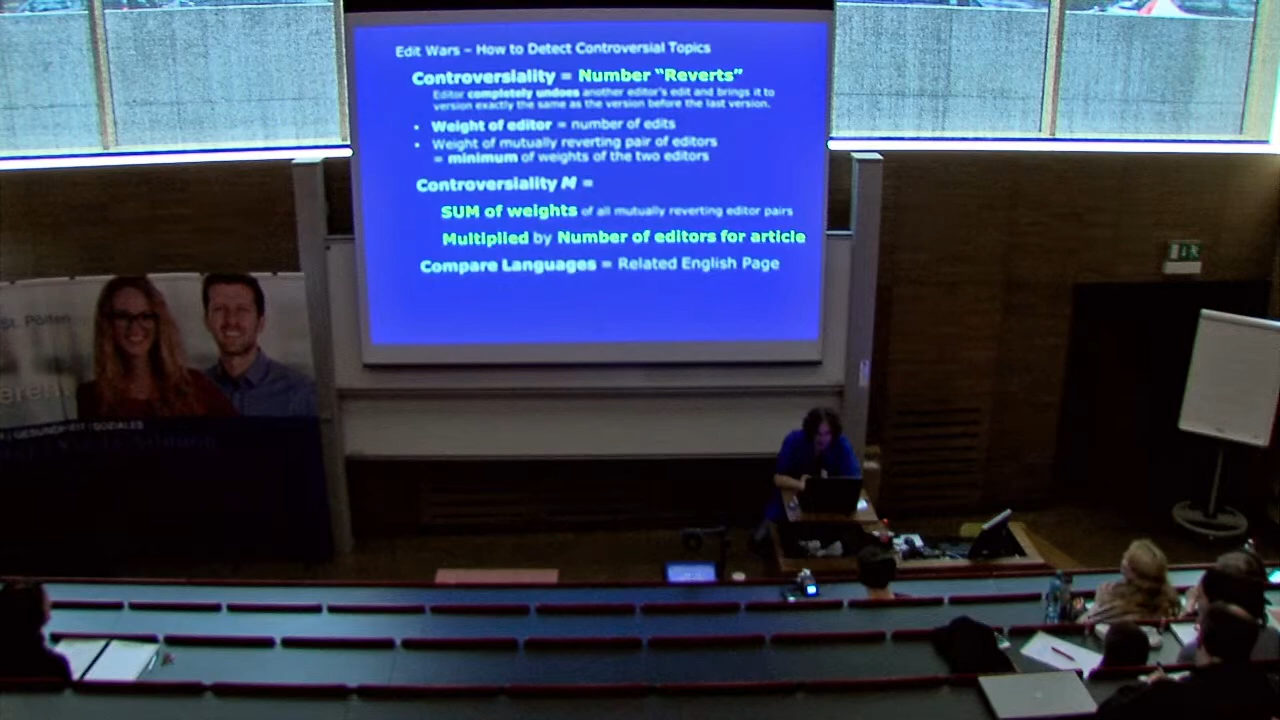 Edit Wars – How to Detect Controversial Topics
Controversiality = Number "Reverts"
Editor completely undoes another editor's edit and brings it to
version exactly the same as the version before the last version.
• Weight of editor = number of edits
• Weight of mutually reverting pair of editors
= minimum of weights of the two editors
Controversiality M =
SUM of weights of all mutually reverting editor pairs
Multiplied by Number of editors for article
Compare Languages = Related English Page
St. Pölten
GESUNDHEIT | SOZIALES